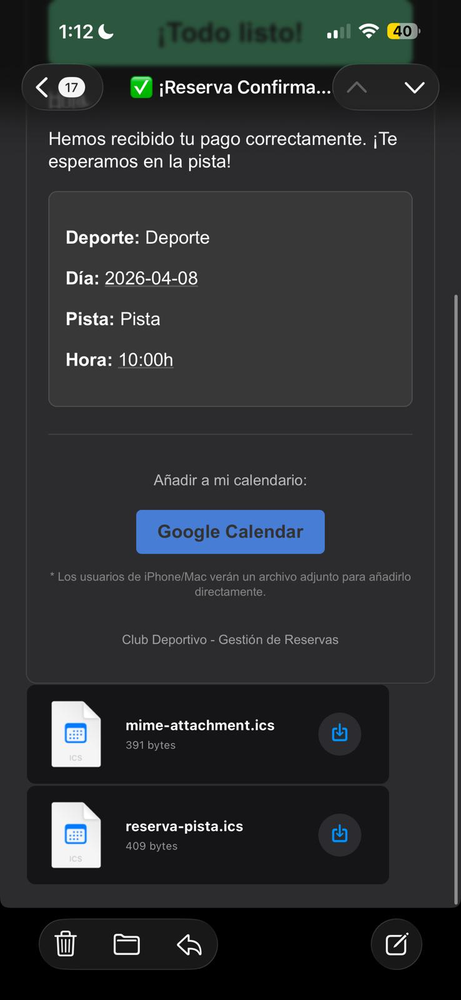 ¡Todo listo!
1:12
40
17
✅ ¡Reserva Confirma...
Hemos recibido tu pago correctamente. ¡Te
esperamos en la pista!
Deporte: Deporte
Día: 2026-04-08
Pista: Pista
Hora: 10:00h
Añadir a mi calendario:
Google Calendar
* Los usuarios de iPhone/Mac verán un archivo adjunto para añadirlo
directamente.
Club Deportivo - Gestión de Reservas
mime-attachment.ics
391 bytes
ICS
reserva-pista.ics
409 bytes
ICS